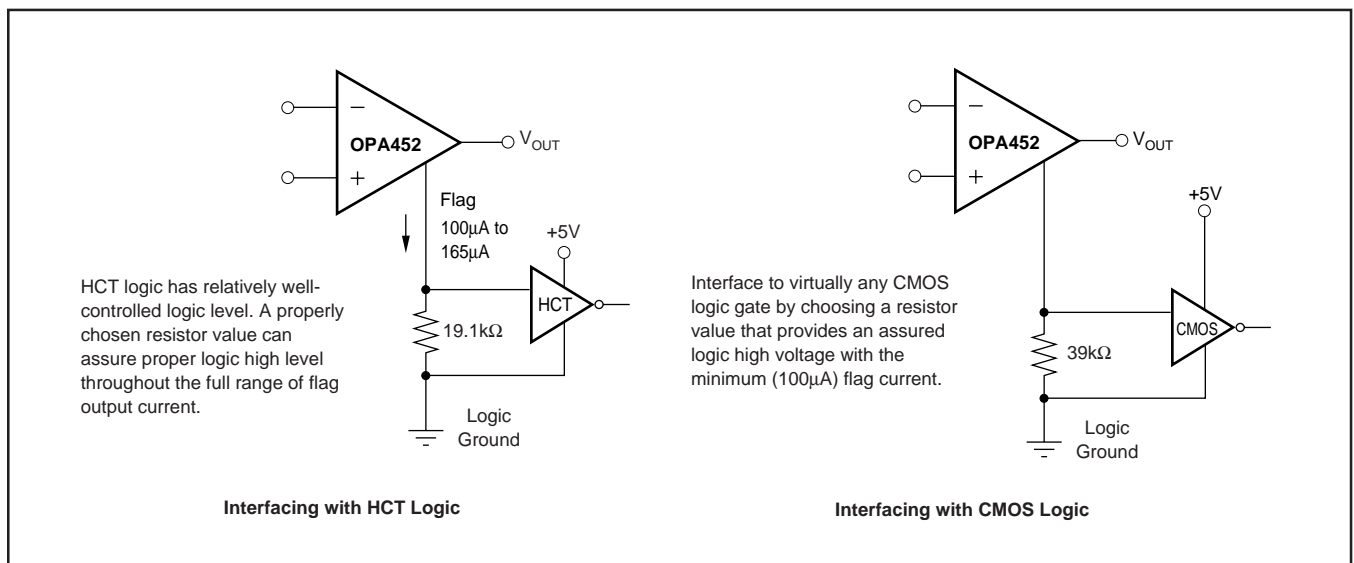 −
OPA452
+
V_OUT
Flag
100µA to
165µA
+5V
HCT
19.1kΩ
Logic
Ground
HCT logic has relatively well-
controlled logic level. A properly
chosen resistor value can
assure proper logic high level
throughout the full range of flag
output current.
Interfacing with HCT Logic
−
OPA452
+
V_OUT
+5V
CMOS
39kΩ
Logic
Ground
Interface to virtually any CMOS
logic gate by choosing a resistor
value that provides an assured
logic high voltage with the
minimum (100µA) flag current.
Interfacing with CMOS Logic